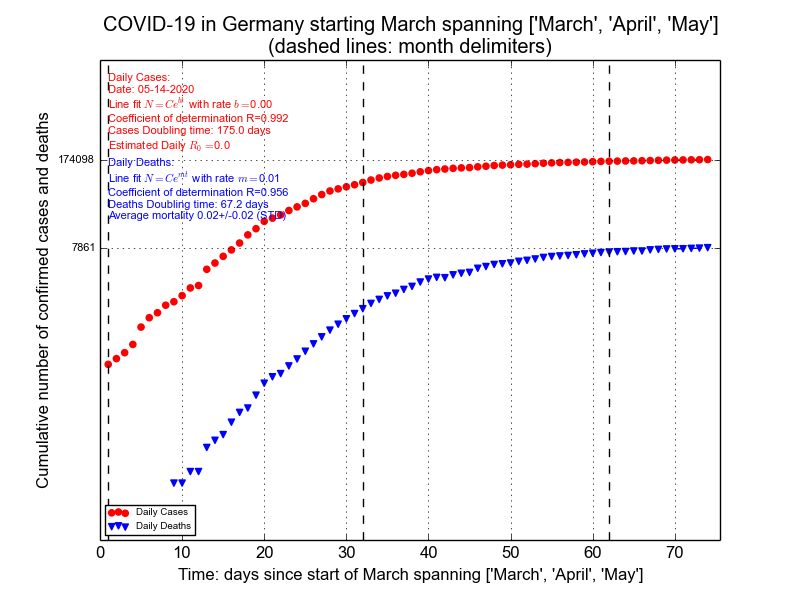 COVID-19 in Germany starting March spanning ['March', 'April', 'May']
(dashed lines: month delimiters)
Daily Cases:
Date: 05-14-2020
Line fit N = Ce^{bt} with rate b =0.00
Coefficient of determination R=0.992
Cases Doubling time: 175.0 days
Estimated Daily R_0 =0.0
Daily Deaths:
Line fit N = Ce^{mt} with rate m =0.01
Coefficient of determination R=0.956
Deaths Doubling time: 67.2 days
Average mortality 0.02+/-0.02 (STD)
174098
7861
Cumulative number of confirmed cases and deaths
Daily Cases
Daily Deaths
0 10 20 30 40 50 60 70
Time: days since start of March spanning ['March', 'April', 'May']